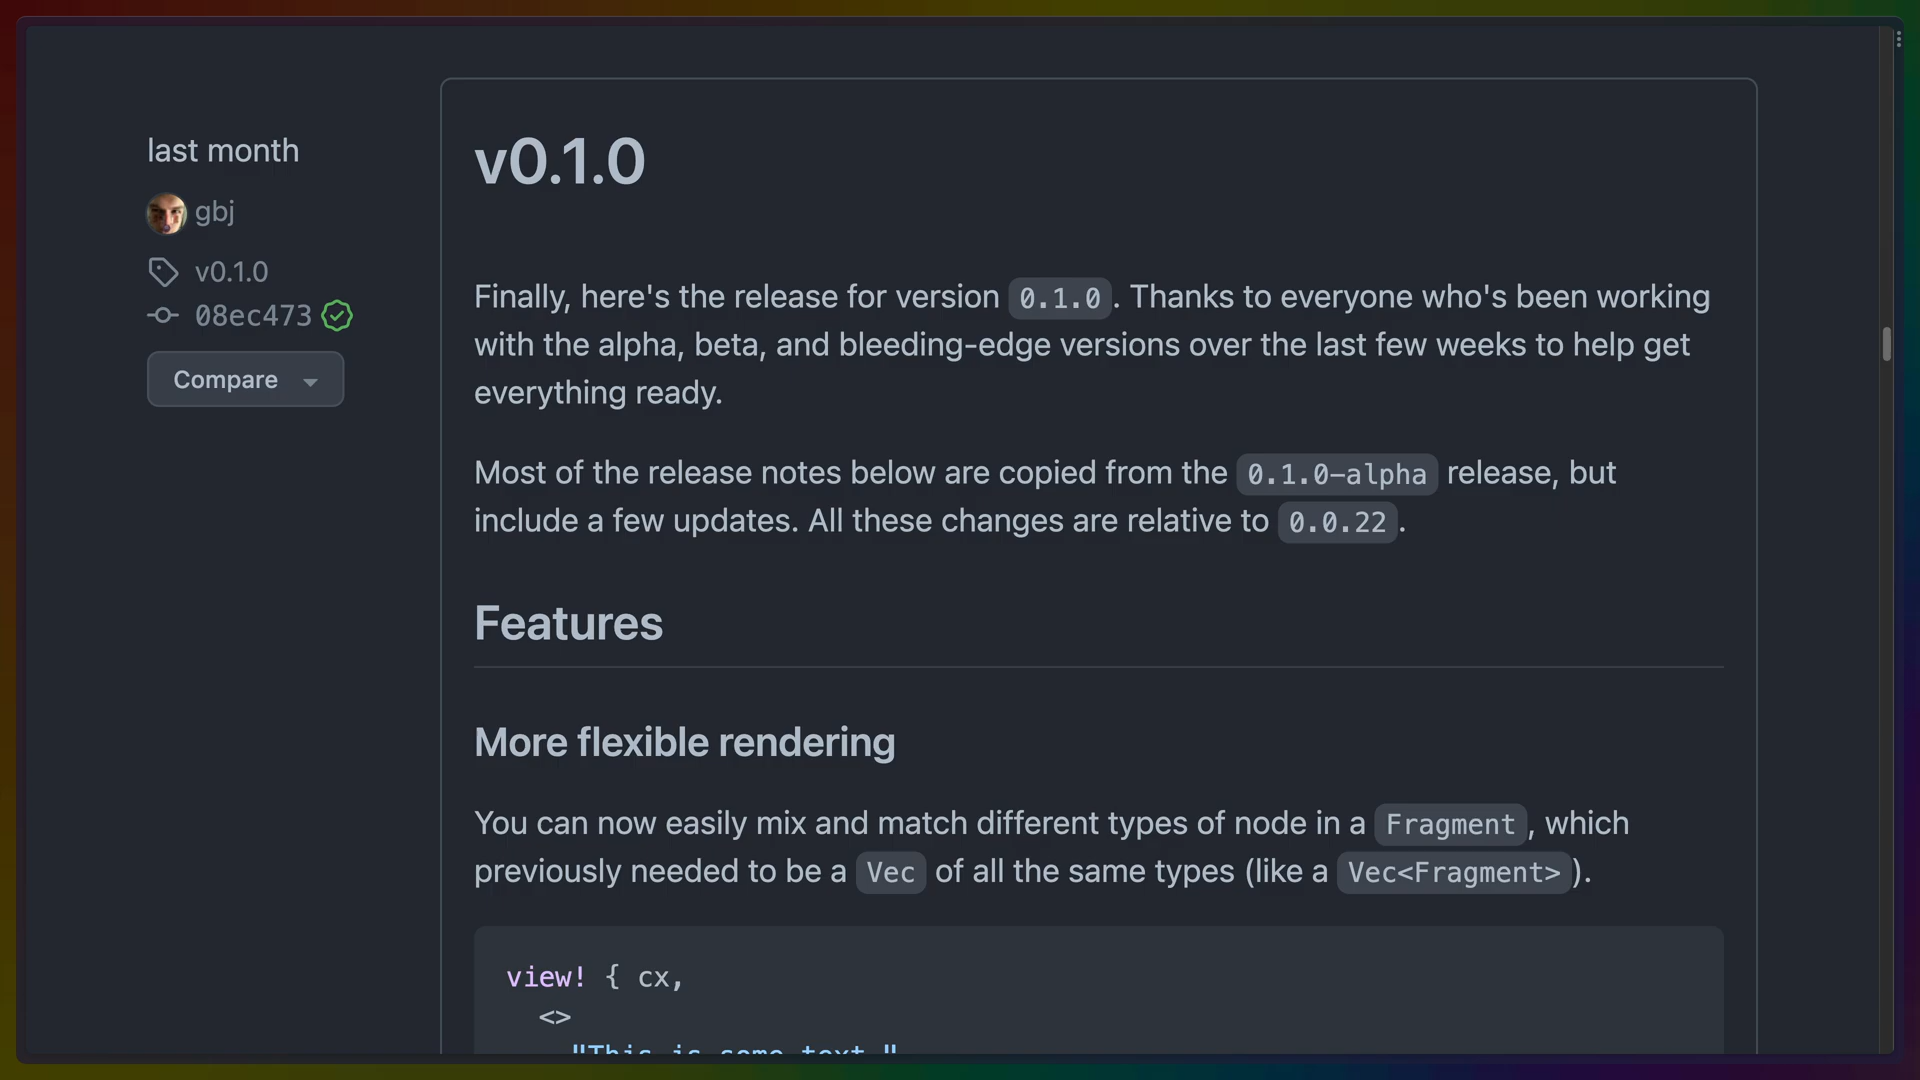 last month
gbj
v0.1.0
08ec473
Compare
v0.1.0
Finally, here's the release for version 0.1.0. Thanks to everyone who's been working
with the alpha, beta, and bleeding-edge versions over the last few weeks to help get
everything ready.
Most of the release notes below are copied from the 0.1.0-alpha release, but
include a few updates. All these changes are relative to 0.0.22.
Features
More flexible rendering
You can now easily mix and match different types of node in a Fragment, which
previously needed to be a Vec of all the same types (like a Vec<Fragment>).
view! { cx,
<>
"This is some text."